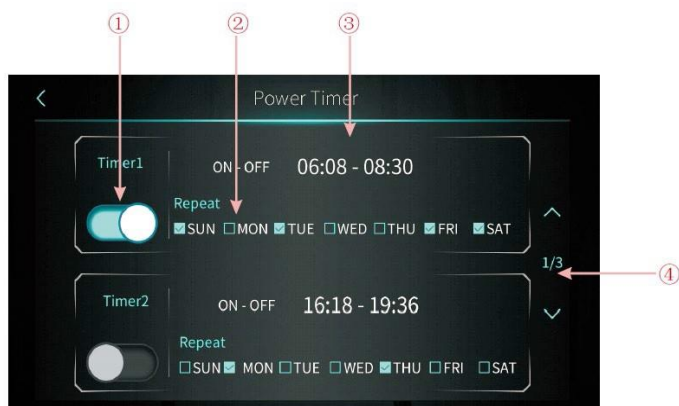 ① ② ③
Power Timer
Timer1 ON - OFF 06:08 - 08:30
Repeat
SUN MON TUE WED THU FRI SAT
1/3
④
Timer2 ON - OFF 16:18 - 19:36
Repeat
SUN MON TUE WED THU FRI SAT